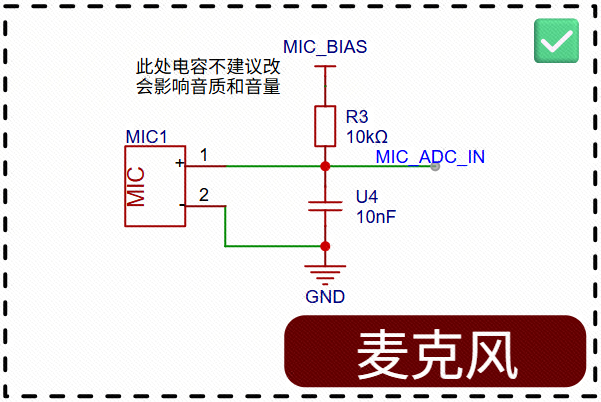 MIC_BIAS
此处电容不建议改
会影响音质和音量
R3
10kΩ
MIC1
MIC_ADC_IN
+
1
MIC
-
2
U4
10nF
GND
麦克风